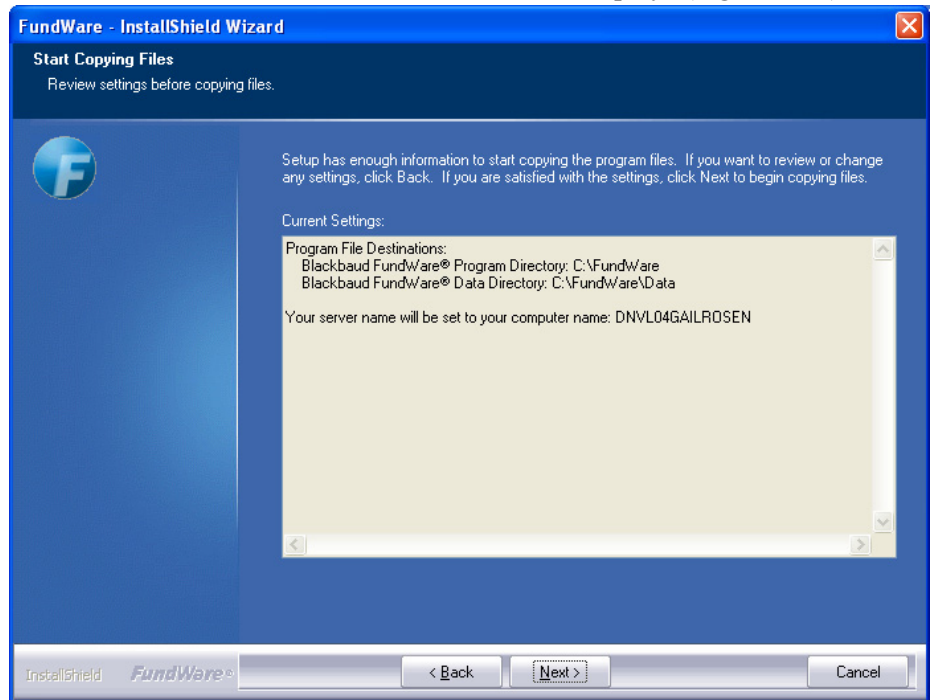 FundWare - InstallShield Wizard
Start Copying Files
Review settings before copying files.
Setup has enough information to start copying the program files. If you want to review or change
any settings, click Back. If you are satisfied with the settings, click Next to begin copying files.
Current Settings:
Program File Destinations:
Blackbaud FundWare® Program Directory: C:\FundWare
Blackbaud FundWare® Data Directory: C:\FundWare\Data
Your server name will be set to your computer name: DNVL04GAILROSEN
InstallShield FundWare® < Back Next > Cancel